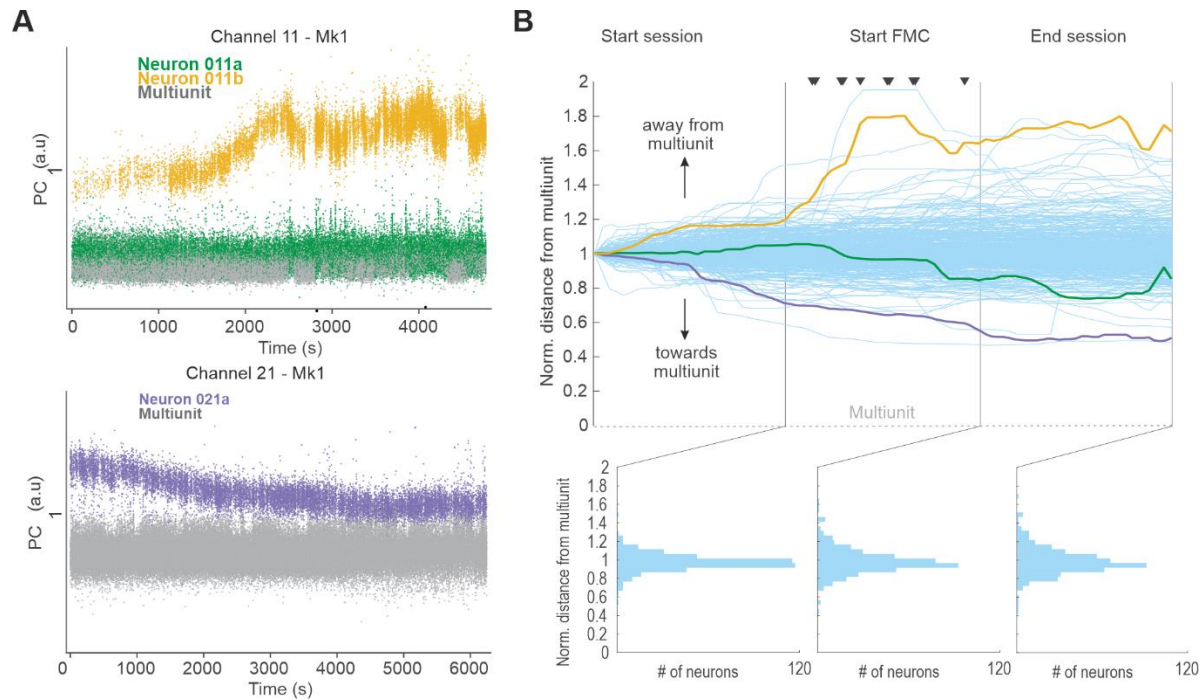 A
Channel 11 - Mk1
Neuron 011a
Neuron 011b
Multiunit
PC 1 (a.u)
0 1000 2000 3000 4000
Time (s)
Channel 21 - Mk1
Neuron 021a
Multiunit
PC 1 (a.u)
0 1000 2000 3000 4000 5000 6000
Time (s)
B
Start session Start FMC End session
Norm. distance from multiunit
2
1.8
1.6
1.4
1.2
1
0.8
0.6
0.4
0.2
0
away from
multiunit
towards
multiunit
Multiunit
Norm. distance from multiunit
2
1.8
1.6
1.4
1.2
1
0.8
0.6
0.4
0.2
0
# of neurons 120
# of neurons 120
# of neurons 120